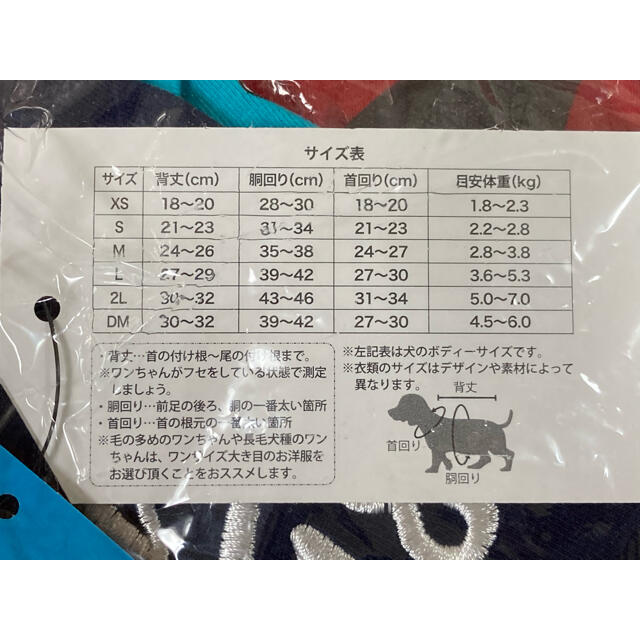 サイズ表
サイズ 背丈(cm) 胴回り(cm) 首回り(cm) 目安体重(kg)
XS 18〜20 28〜30 18〜20 1.8〜2.3
S 21〜23 31〜34 21〜23 2.2〜2.8
M 24〜26 35〜38 24〜27 2.8〜3.8
L 27〜29 39〜42 27〜30 3.6〜5.3
2L 30〜32 43〜46 31〜34 5.0〜7.0
DM 30〜32 39〜42 27〜30 4.5〜6.0
・背丈…首の付け根〜尾の付け根まで。
※ワンちゃんがフセをしている状態で測定
しましょう。
・胴回り…前足の後ろ、胴の一番太い箇所
・首回り…首の根元の一番太い箇所
※毛の多めのワンちゃんや長毛犬種のワン
ちゃんは、ワンサイズ大き目のお洋服を
お選び頂くことをおススメします。
※左記表は犬のボディーサイズです。
※衣類のサイズはデザインや素材によって
異なります。
背丈
首回り
胴回り